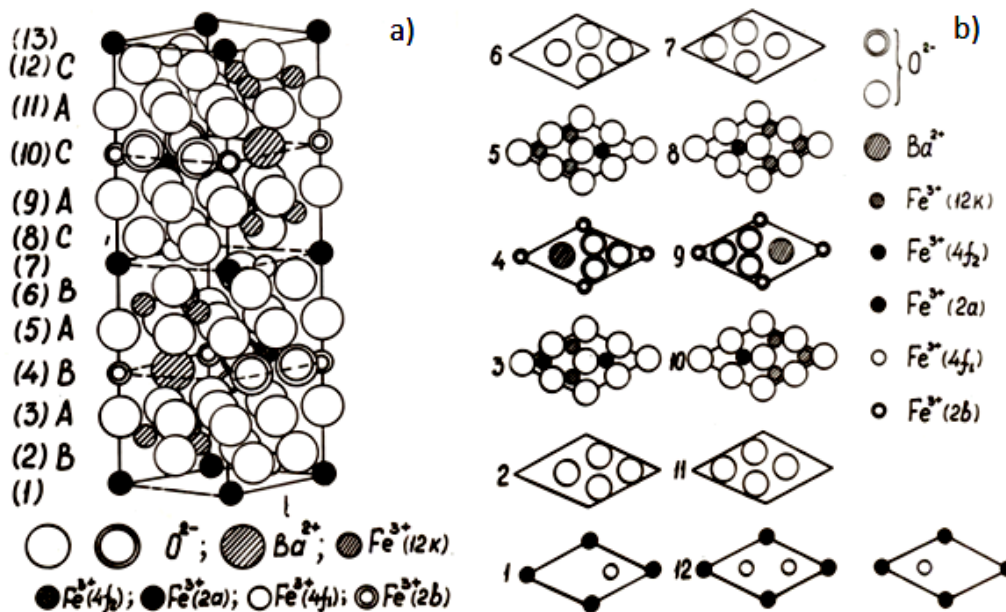 a)
(13)
(12) C
(11) A
(10) C
(9) A
(8) C
(7)
(6) B
(5) A
(4) B
(3) A
(2) B
(1)
O²⁻; Ba²⁺; Fe³⁺(12к)
Fe³⁺(4f₂); Fe³⁺(2a); Fe³⁺(4f₁); Fe³⁺(2b)
b)
6 7
5 8
4 9
3 10
2 11
1 12
O²⁻
Ba²⁺
Fe³⁺(12к)
Fe³⁺(4f₂)
Fe³⁺(2a)
Fe³⁺(4f₁)
Fe³⁺(2b)